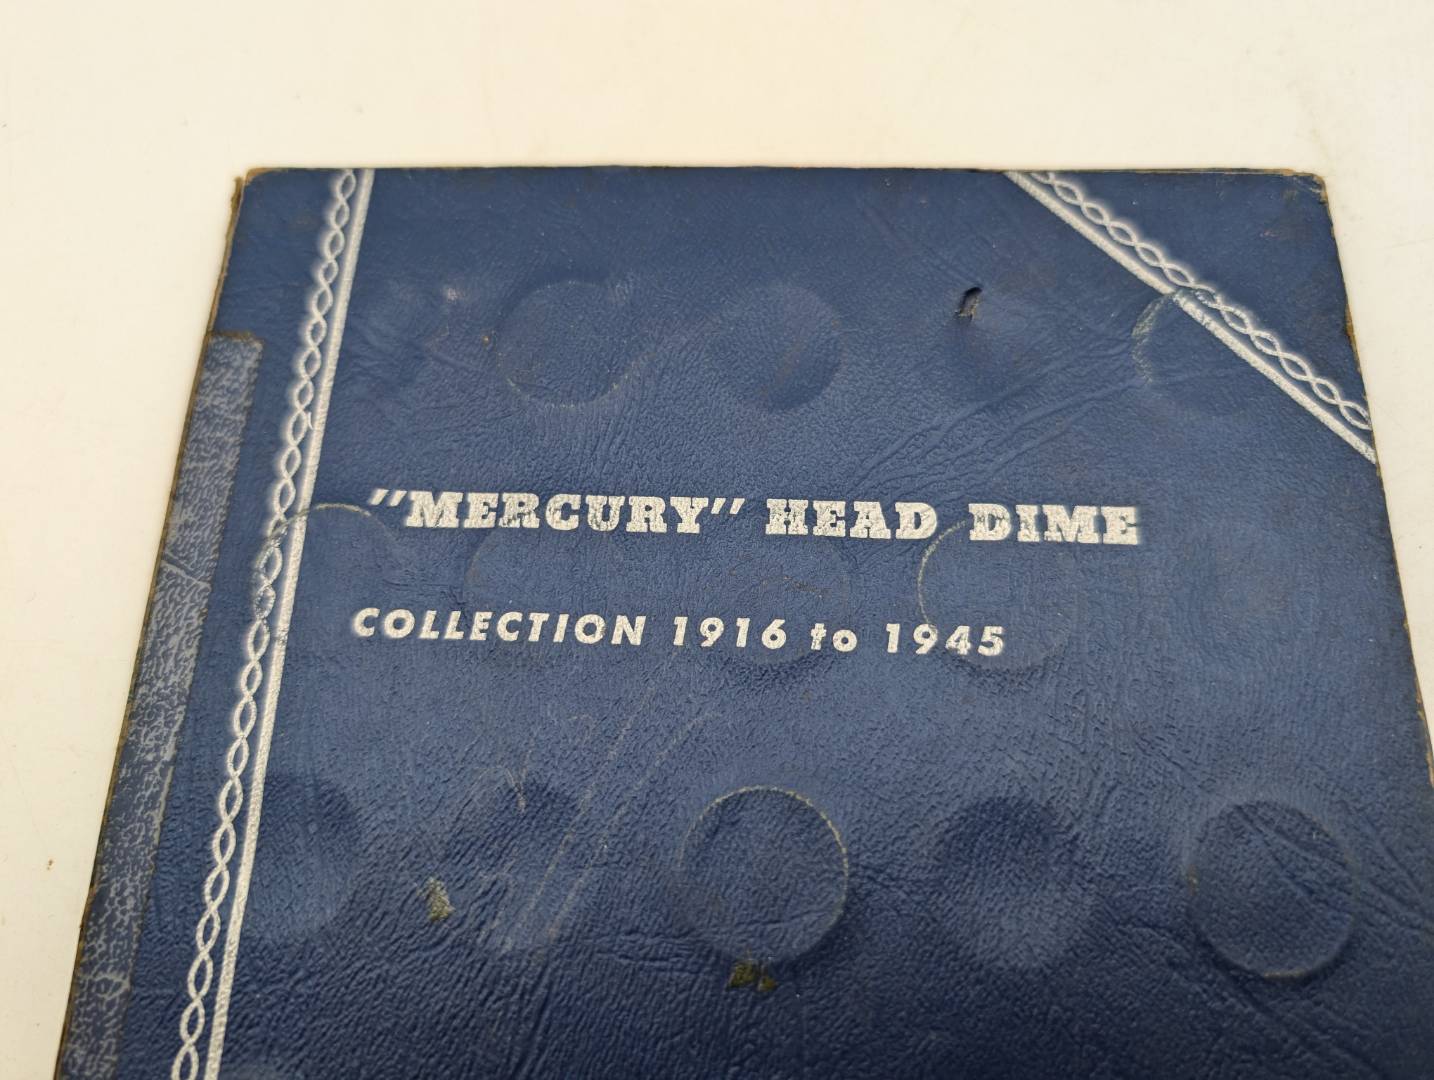 "MERCURY" HEAD DIME
COLLECTION 1916 to 1945